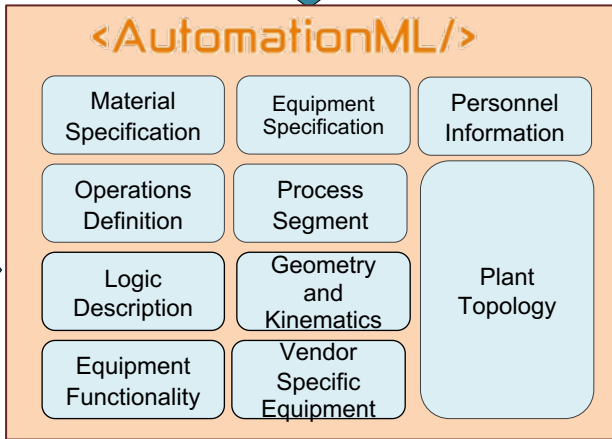 <AutomationML/>
Material
Specification
Equipment
Specification
Personnel
Information
Operations
Definition
Process
Segment
Plant
Topology
Logic
Description
Geometry
and
Kinematics
Equipment
Functionality
Vendor
Specific
Equipment